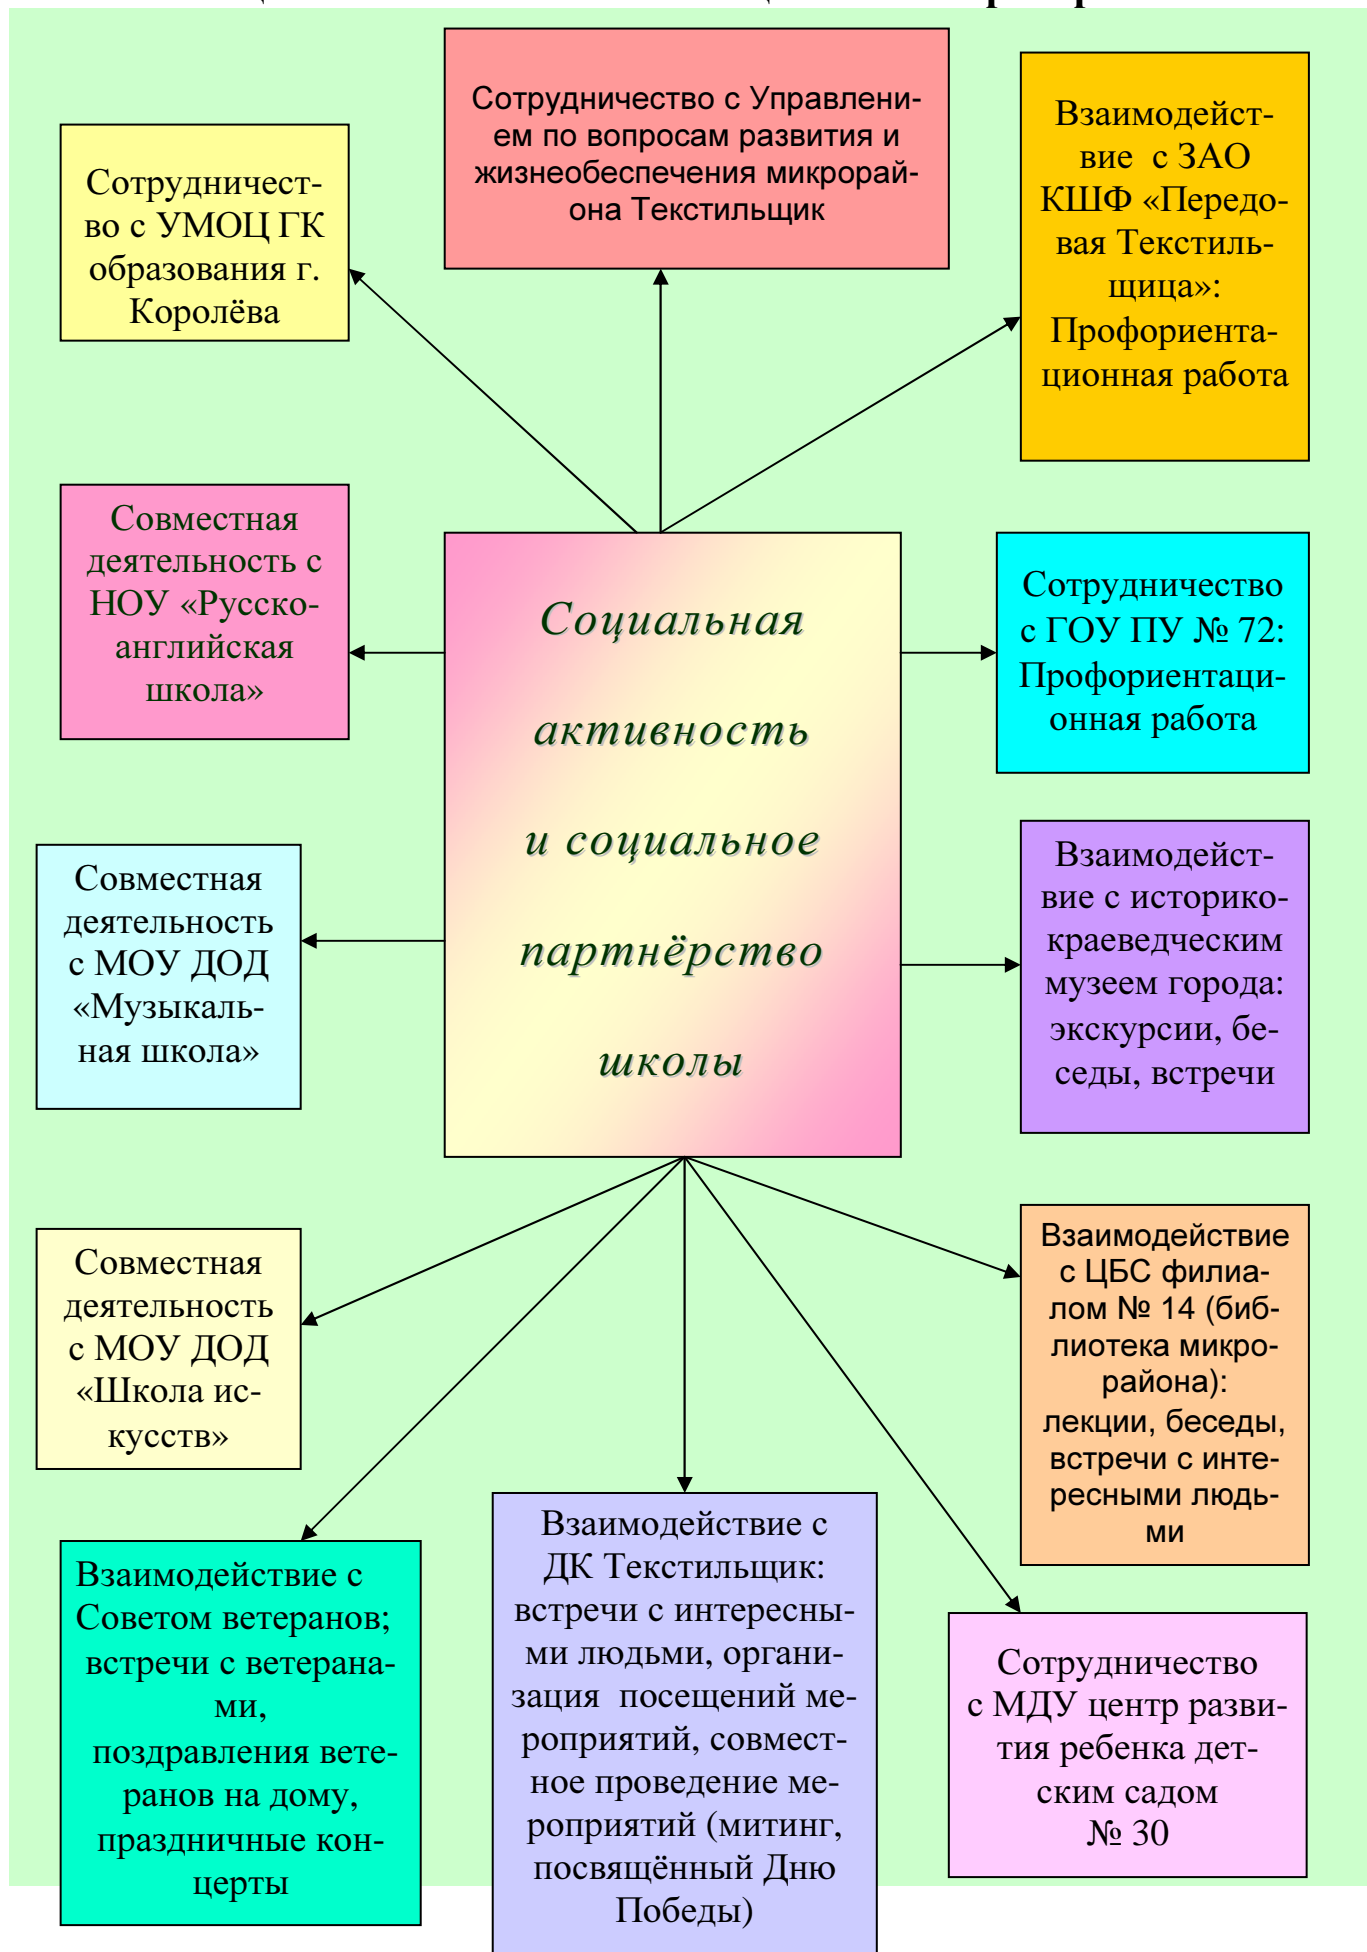 Сотрудничество с Управлени-
ем по вопросам развития и
жизнеобеспечения микрорай-
она Текстильщик
Взаимодейст-
вие с ЗАО
КШФ «Передо-
вая Текстиль-
щица»:
Профориента-
ционная работа
Сотрудничест-
во с УМОЦ ГК
образования г.
Королёва
Совместная
деятельность с
НОУ «Русско-
английская
школа»
Социальная
активность
и социальное
партнёрство
школы
Сотрудничество
с ГОУ ПУ № 72:
Профориентаци-
онная работа
Совместная
деятельность
с МОУ ДОД
«Музыкаль-
ная школа»
Взаимодейст-
вие с историко-
краеведческим
музеем города:
экскурсии, бе-
седы, встречи
Совместная
деятельность
с МОУ ДОД
«Школа ис-
кусств»
Взаимодействие
с ЦБС филиа-
лом № 14 (биб-
лиотека микро-
района):
лекции, беседы,
встречи с инте-
ресными людь-
ми
Взаимодействие с
Советом ветеранов;
встречи с ветерана-
ми,
поздравления вете-
ранов на дому,
праздничные кон-
церты
Взаимодействие с
ДК Текстильщик:
встречи с интересны-
ми людьми, органи-
зация посещений ме-
роприятий, совмест-
ное проведение ме-
роприятий (митинг,
посвящённый Дню
Победы)
Сотрудничество
с МДУ центр разви-
тия ребенка дет-
ским садом
№ 30